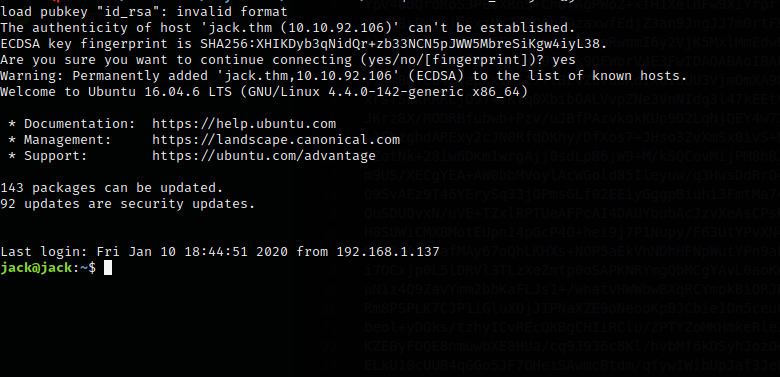 load pubkey "id_rsa": invalid format
The authenticity of host 'jack.thm (10.10.92.106)' can't be established.
ECDSA key fingerprint is SHA256:XHIKDyb3qNidQr+zb33NCN5pJWW5MbreSiKgw4iyL38.
Are you sure you want to continue connecting (yes/no/[fingerprint])? yes
Warning: Permanently added 'jack.thm,10.10.92.106' (ECDSA) to the list of known hosts.
Welcome to Ubuntu 16.04.6 LTS (GNU/Linux 4.4.0-142-generic x86_64)
* Documentation:  https://help.ubuntu.com
* Management:     https://landscape.canonical.com
* Support:        https://ubuntu.com/advantage
143 packages can be updated.
92 updates are security updates.
Last login: Fri Jan 10 18:44:51 2020 from 192.168.1.137
jack@jack:~$